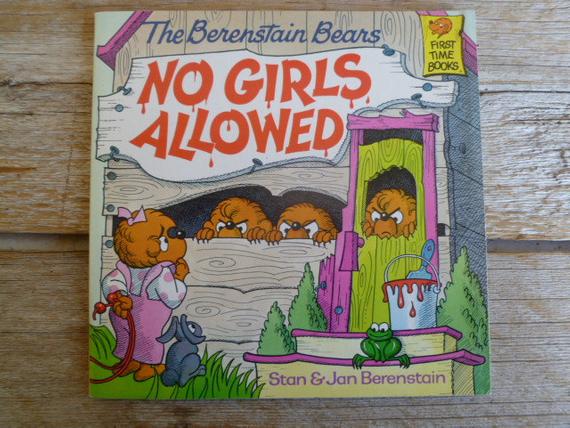 The Berenstain Bears
FIRST
TIME
BOOKS
NO GIRLS
ALLOWED
Stan & Jan Berenstain